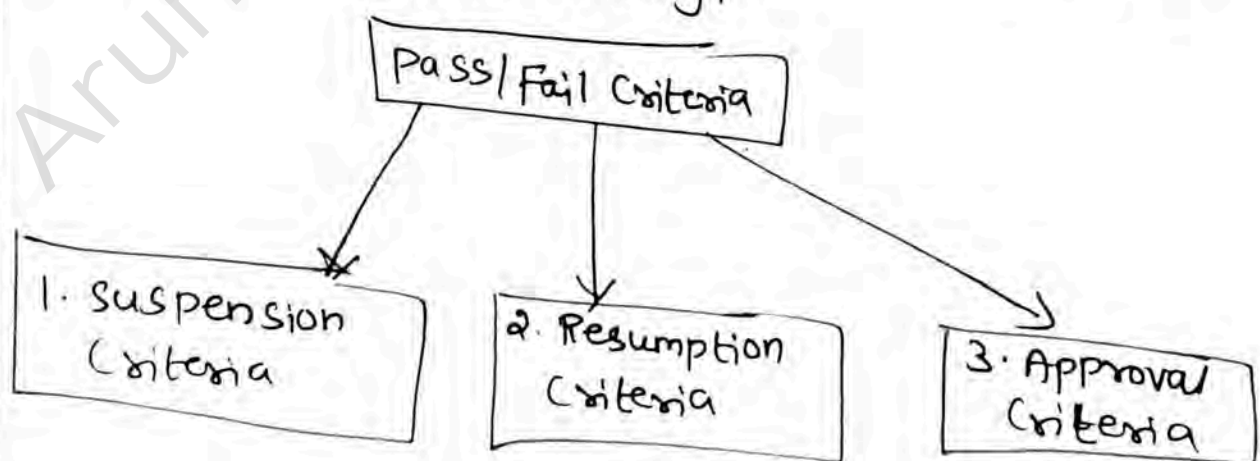 Pass/Fail Criteria
1. Suspension
Criteria
2. Resumption
Criteria
3. Approval
Criteria